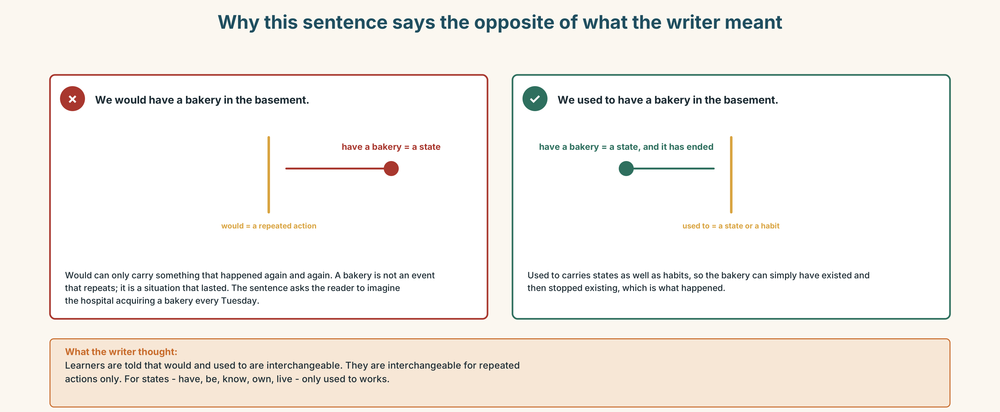 Why this sentence says the opposite of what the writer meant
We would have a bakery in the basement.
have a bakery = a state
would = a repeated action
Would can only carry something that happened again and again. A bakery is not an event
that repeats; it is a situation that lasted. The sentence asks the reader to imagine
the hospital acquiring a bakery every Tuesday.
We used to have a bakery in the basement.
have a bakery = a state, and it has ended
used to = a state or a habit
Used to carries states as well as habits, so the bakery can simply have existed and
then stopped existing, which is what happened.
What the writer thought:
Learners are told that would and used to are interchangeable. They are interchangeable for repeated
actions only. For states - have, be, know, own, live - only used to works.